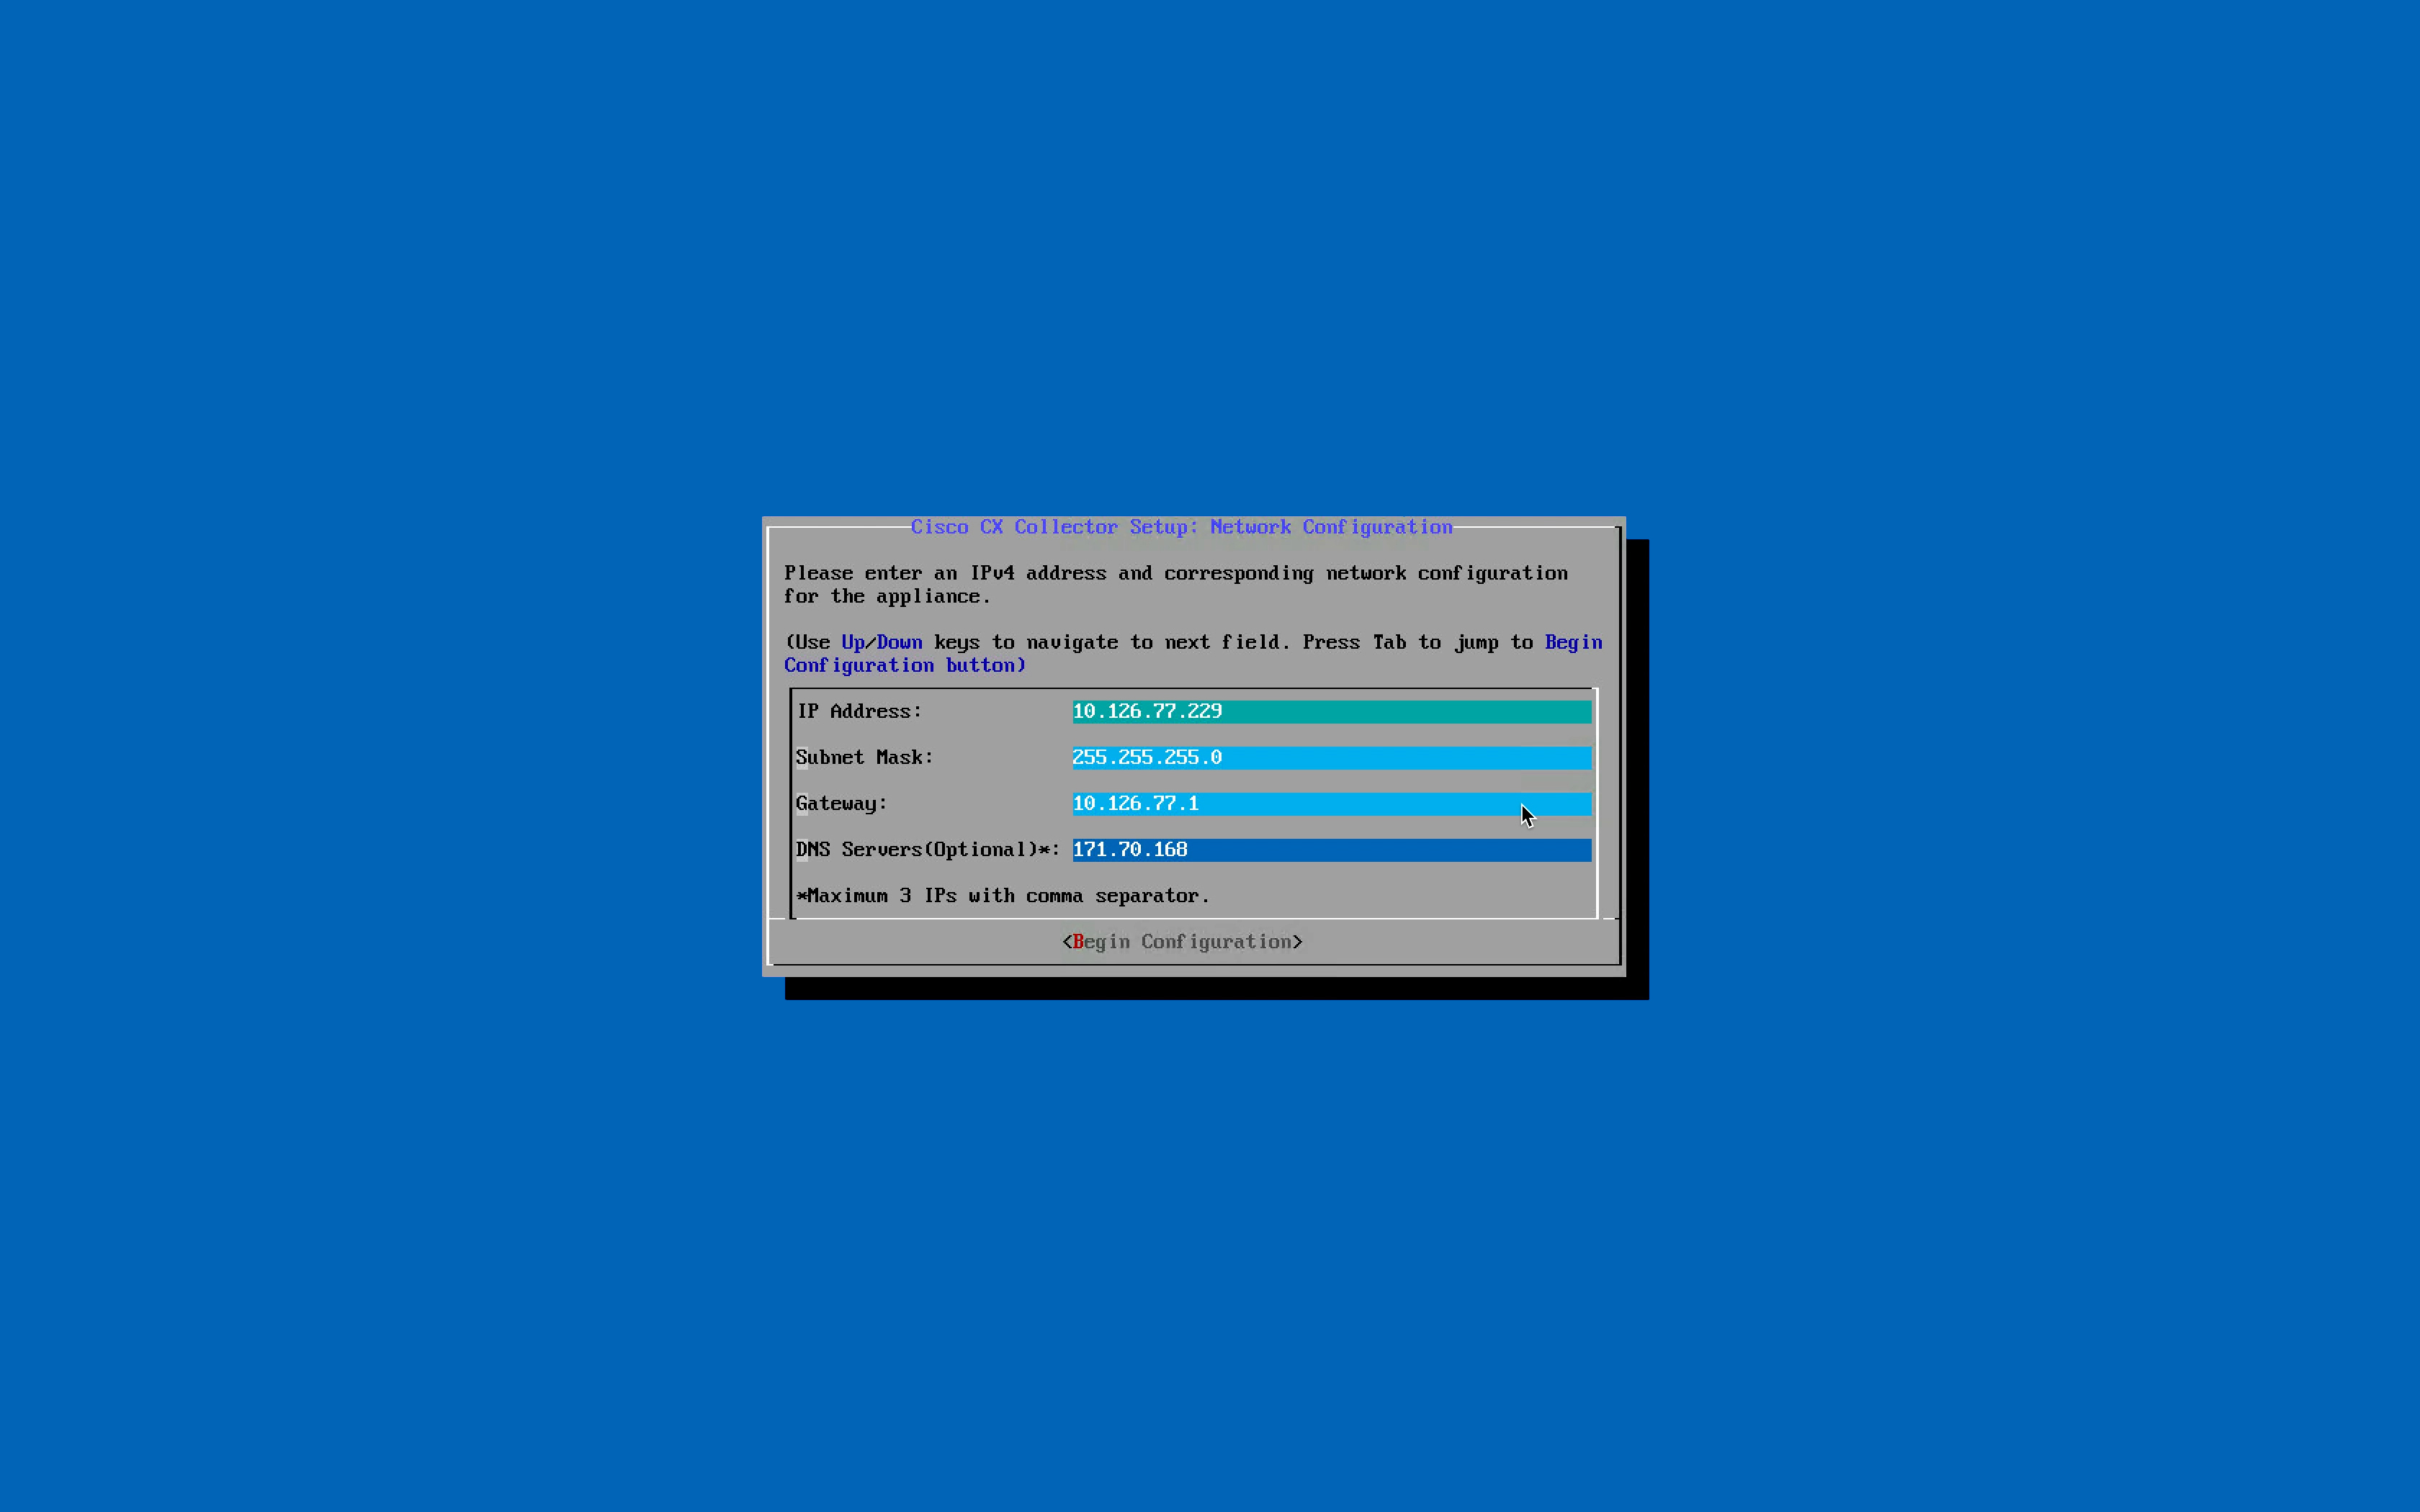 Cisco CX Collector Setup: Network Configuration
Please enter an IPv4 address and corresponding network configuration
for the appliance.
(Use Up/Down keys to navigate to next field. Press Tab to jump to Begin
Configuration button)
IP Address: 10.126.77.229
Subnet Mask: 255.255.255.0
Gateway: 10.126.77.1
DNS Servers(Optional)*: 171.70.168
*Maximum 3 IPs with comma separator.
<Begin Configuration>